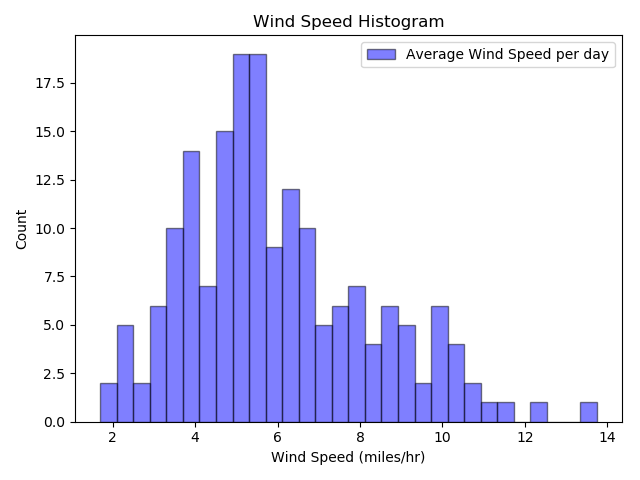 Wind Speed Histogram
Average Wind Speed per day
17.5
15.0
12.5
10.0
7.5
5.0
2.5
0.0
Count
2 4 6 8 10 12 14
Wind Speed (miles/hr)